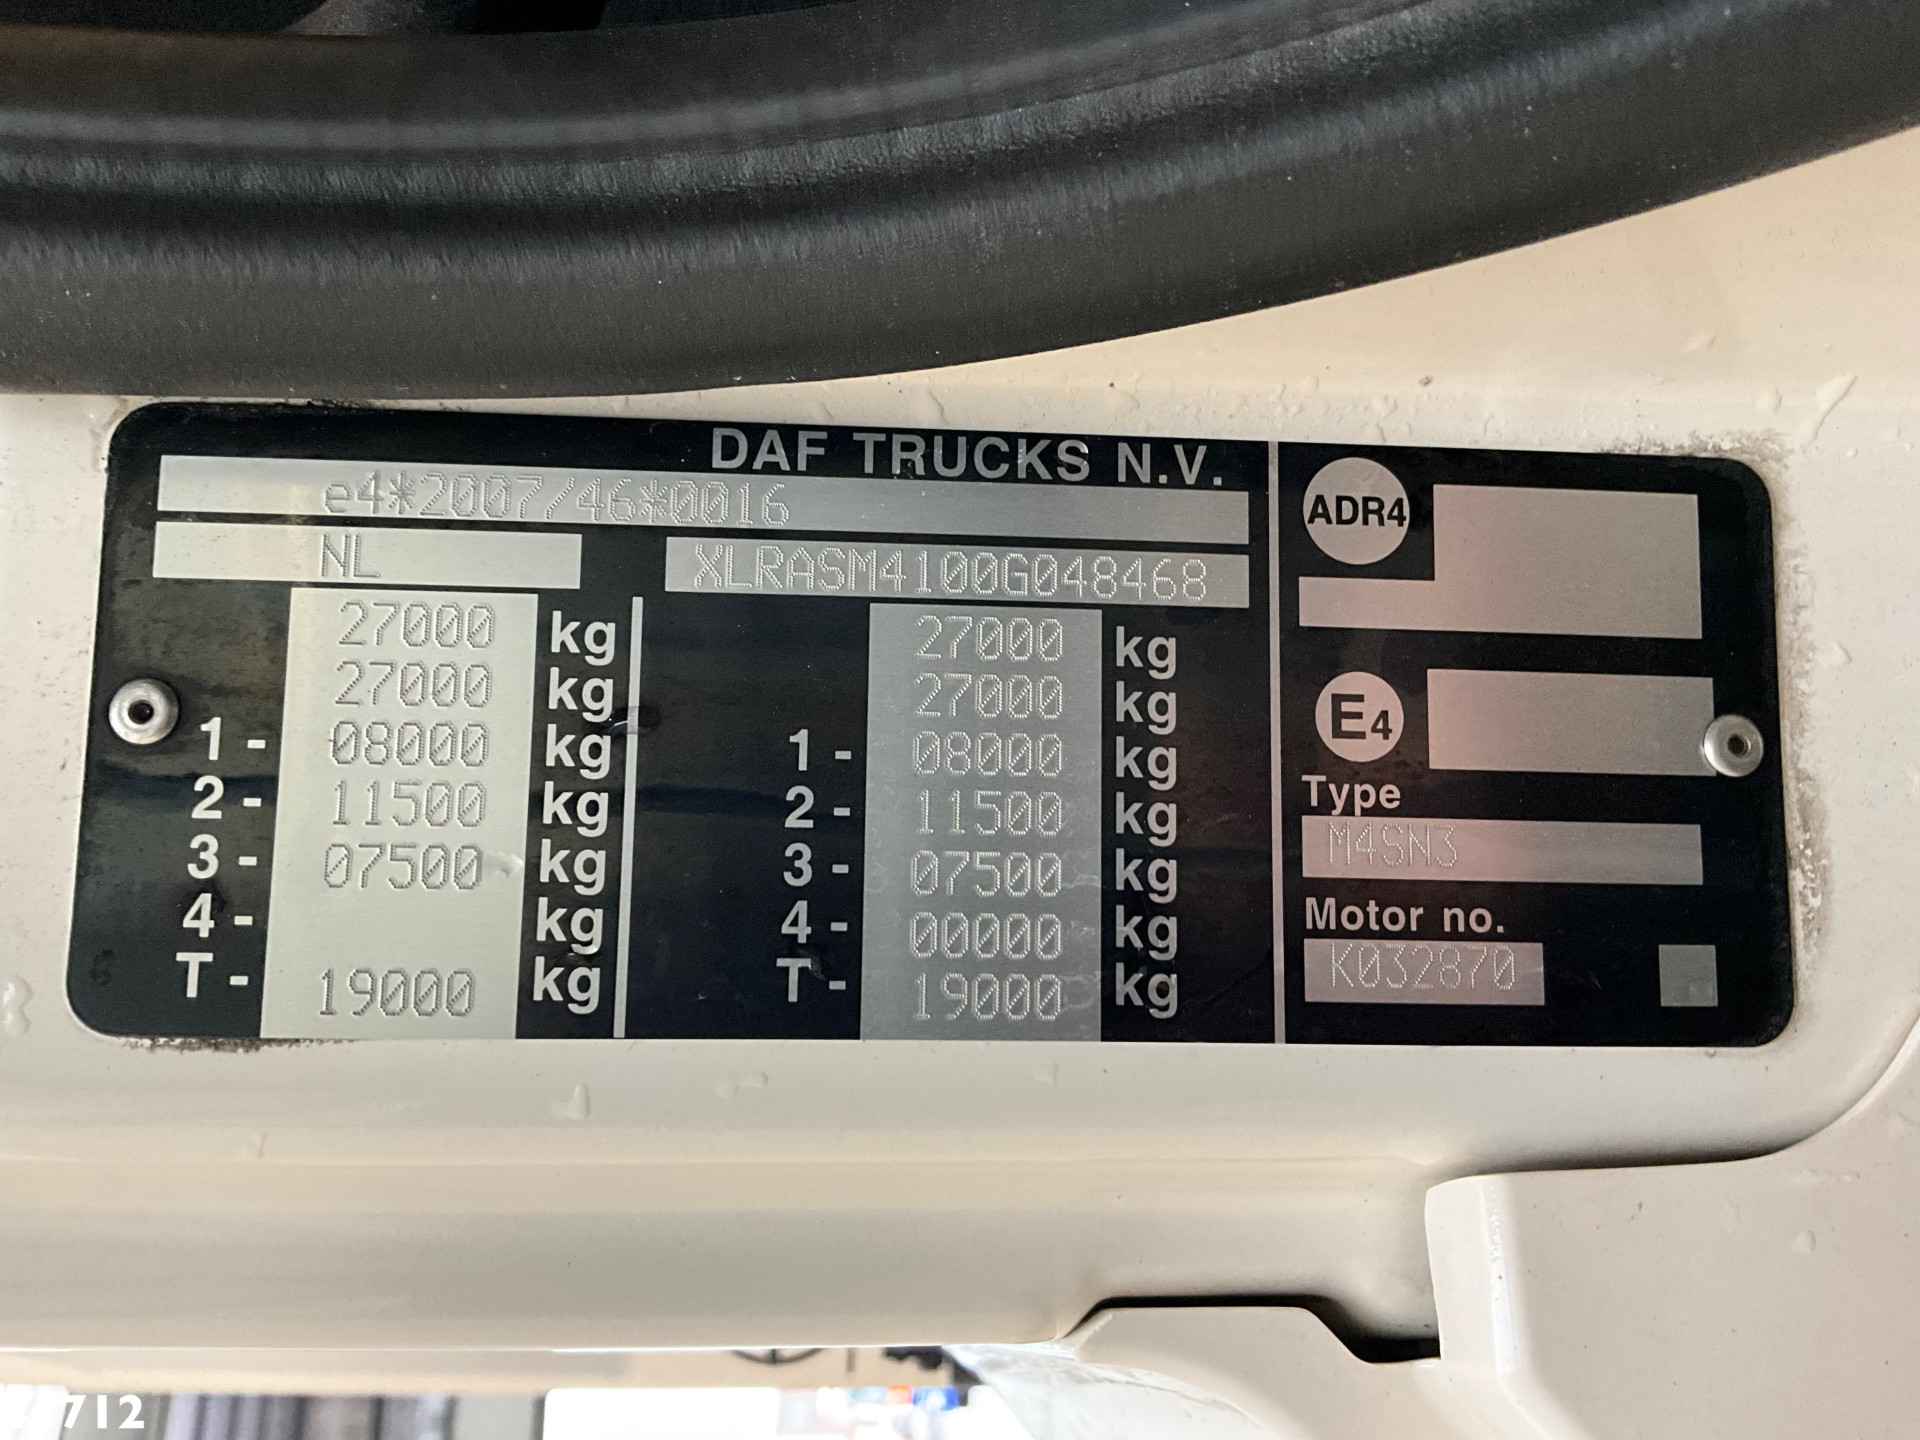 DAF TRUCKS N.V.
e4*2007/46*0016
NL XLRASM4100G048468
27000 kg 27000 kg
27000 kg 27000 kg
1- 08000 kg 1- 08000 kg
2- 11500 kg 2- 11500 kg
3- 07500 kg 3- 07500 kg
4- kg 4- 00000 kg
T- 19000 kg T- 19000 kg
ADR4
E4
Type
M4SN3
Motor no.
K032870
712